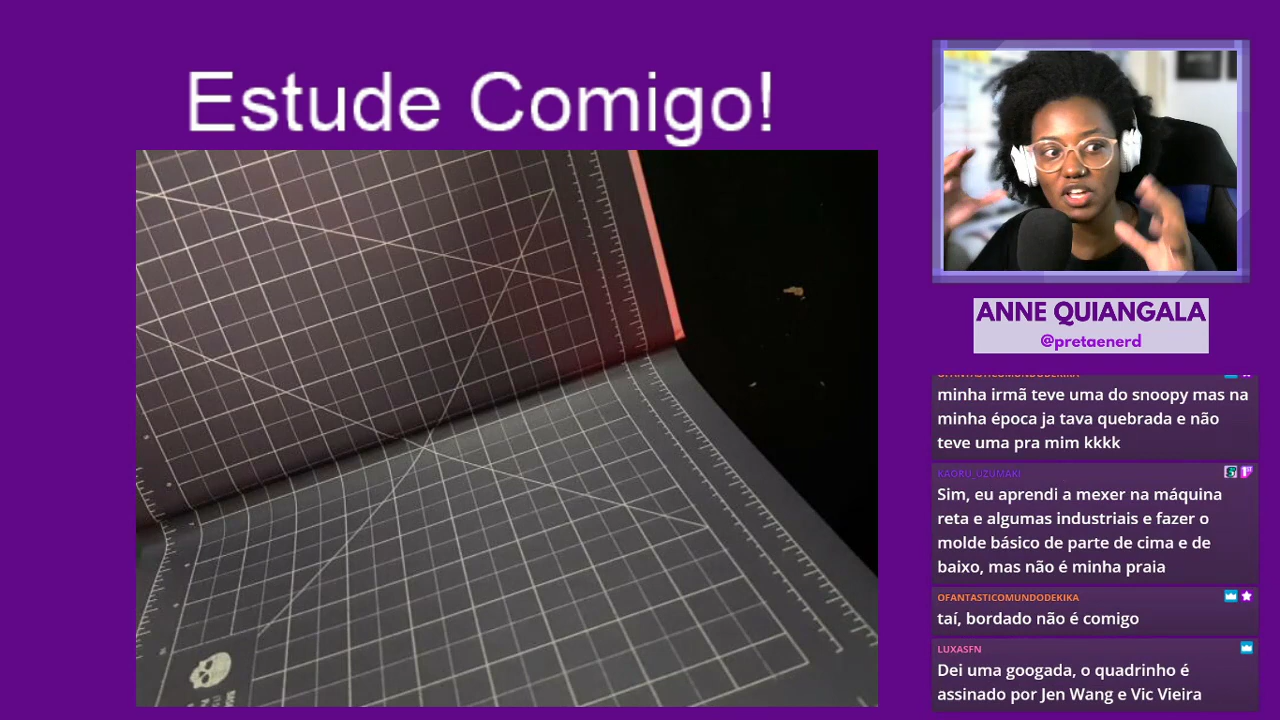 Estude Comigo!
ANNE QUIANGALA
@pretaenerd
OFANTASTICOMUNDODEKIKA
minha irmã teve uma do snoopy mas na
minha época ja tava quebrada e não
teve uma pra mim kkkk
KAORU_UZUMAKI
Sim, eu aprendi a mexer na máquina
reta e algumas industriais e fazer o
molde básico de parte de cima e de
baixo, mas não é minha praia
OFANTASTICOMUNDODEKIKA
taí, bordado não é comigo
LUXASFN
Dei uma googada, o quadrinho é
assinado por Jen Wang e Vic Vieira